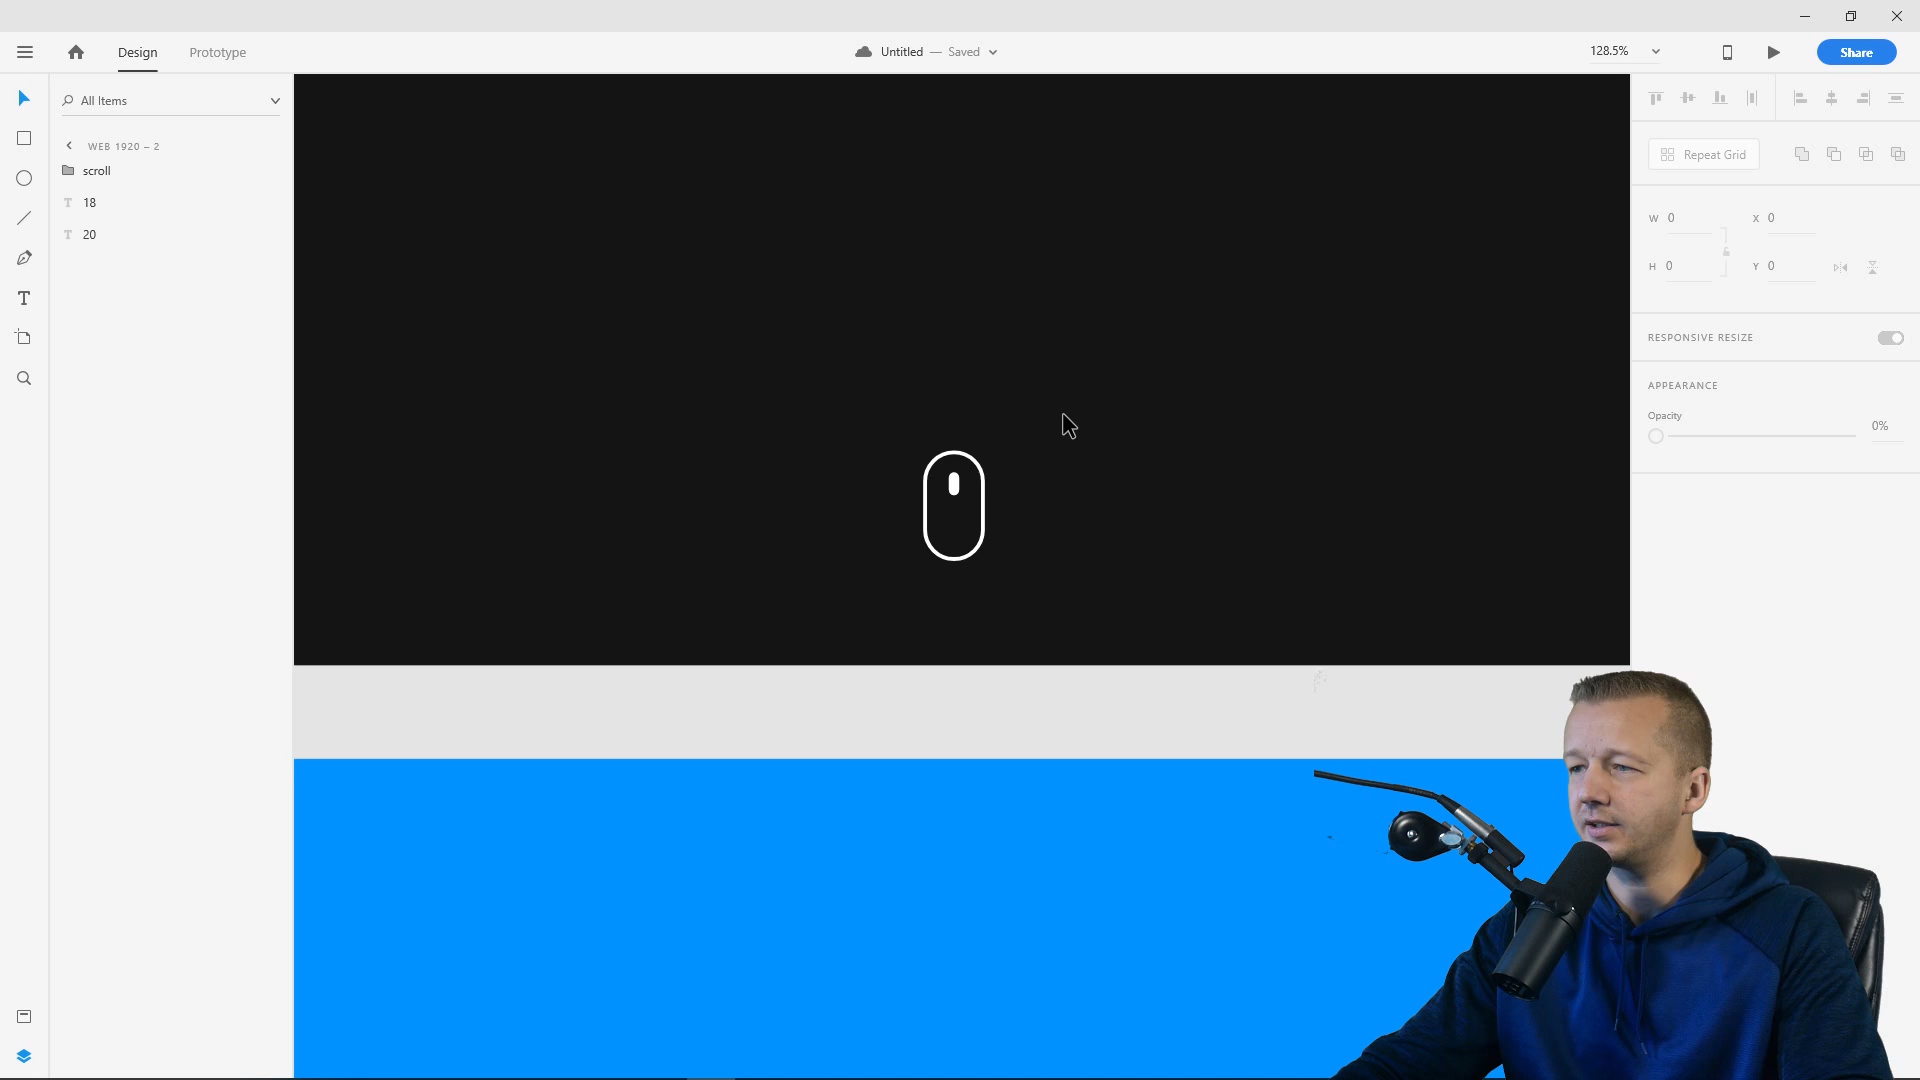 Design
Prototype
Untitled — Saved
128.5%
Share
All Items
WEB 1920 – 2
scroll
T 18
T 20
T
Repeat Grid
W 0
X 0
H 0
Y 0
RESPONSIVE RESIZE
APPEARANCE
Opacity
0%